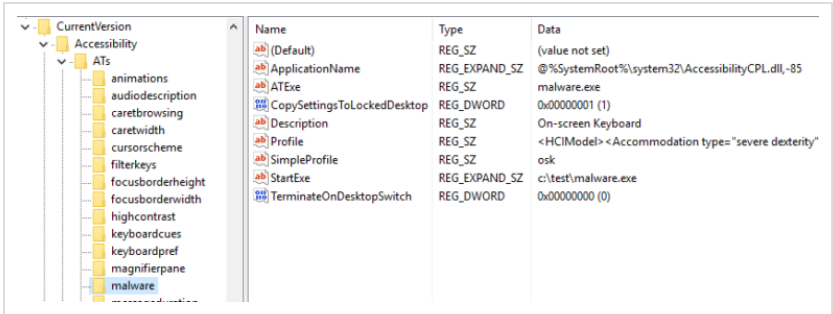 CurrentVersion
Accessibility
ATs
animations
audiodescription
caretbrowsing
caretwidth
cursorscheme
filterkeys
focusborderheight
focusborderwidth
highcontrast
keyboardcues
keyboardpref
magnifierpane
malware
Name Type Data
(Default) REG_SZ (value not set)
ApplicationName REG_EXPAND_SZ @%SystemRoot%\system32\AccessibilityCPL.dll,-85
ATExe REG_SZ malware.exe
CopySettingsToLockedDesktop REG_DWORD 0x00000001 (1)
Description REG_SZ On-screen Keyboard
Profile REG_SZ <HCIModel><Accommodation type="severe dexterity"
SimpleProfile REG_SZ osk
StartExe REG_EXPAND_SZ c:\test\malware.exe
TerminateOnDesktopSwitch REG_DWORD 0x00000000 (0)